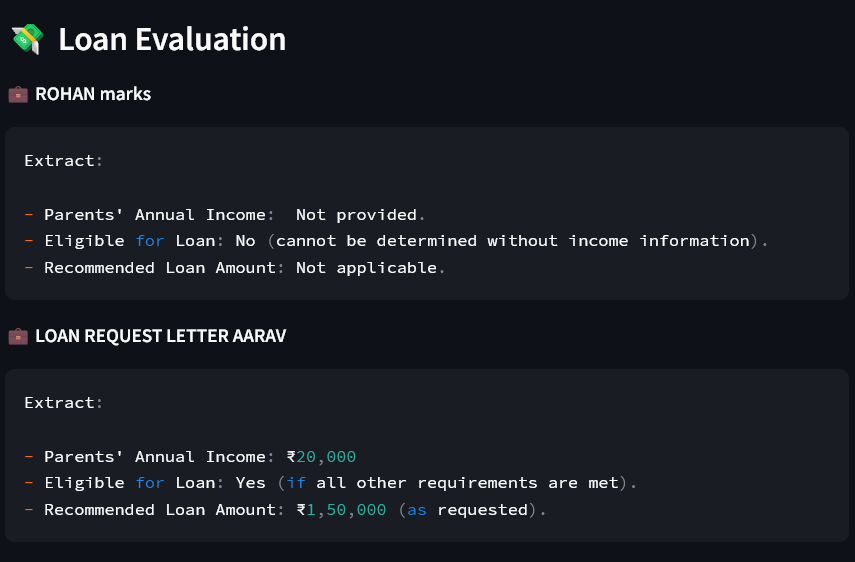 Loan Evaluation
ROHAN marks
Extract:
- Parents' Annual Income:  Not provided.
- Eligible for Loan: No (cannot be determined without income information).
- Recommended Loan Amount: Not applicable.
LOAN REQUEST LETTER AARAV
Extract:
- Parents' Annual Income: ₹20,000
- Eligible for Loan: Yes (if all other requirements are met).
- Recommended Loan Amount: ₹1,50,000 (as requested).